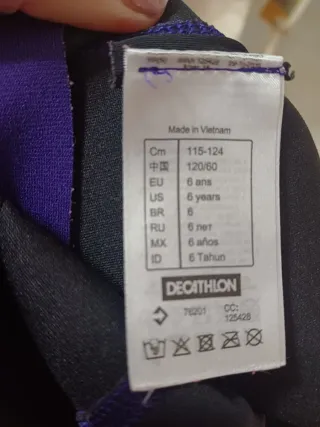 Made in Vietnam
Cm 115-124
中国 120/60
EU 6 ans
US 6 years
BR 6
RU 6 лет
MX 6 años
ID 6 Tahun
DECATHLON
76201 CC: 125428